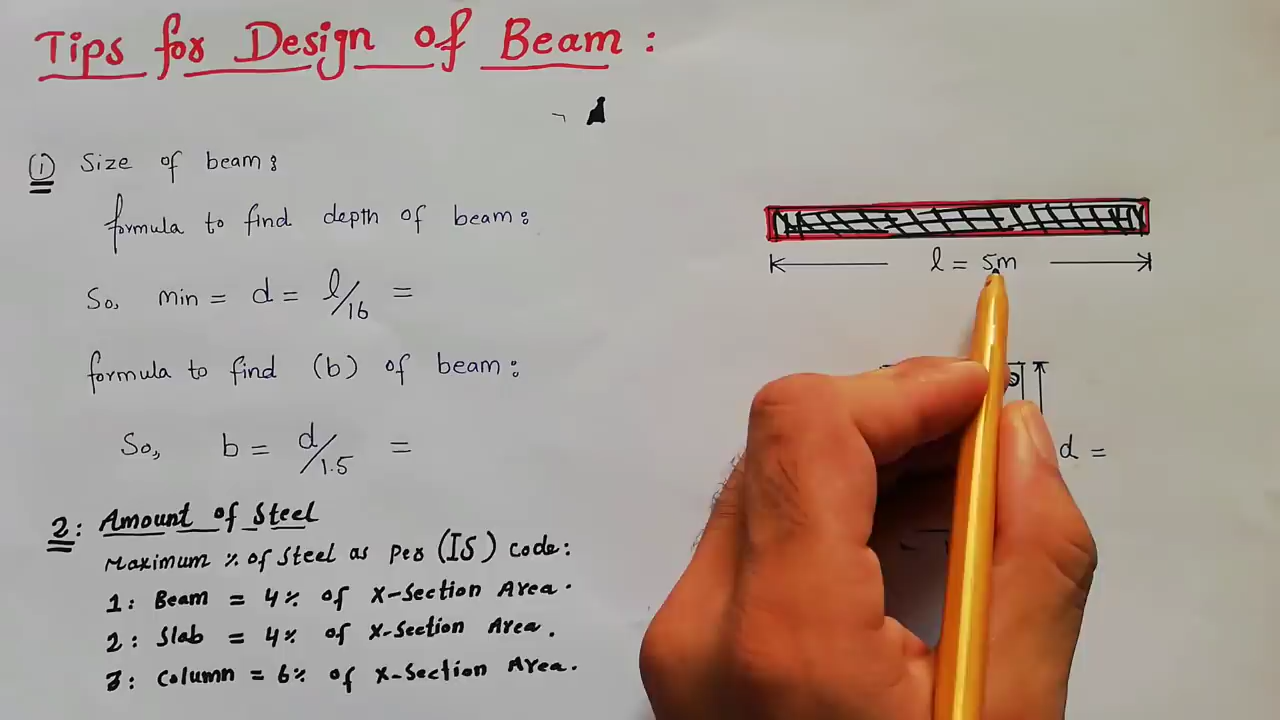 Tips for Design of Beam :
(i) Size of beam :
formula to find depth of beam :
So, min = d = l/16 =
formula to find (b) of beam :
So, b = d/1.5 =
2: Amount of Steel
Maximum % of Steel as per (IS) Code :
1: Beam = 4% of X-Section Area.
2: Slab = 4% of X-Section Area.
3: Column = 6% of X-Section Area.
l = 5m
d =